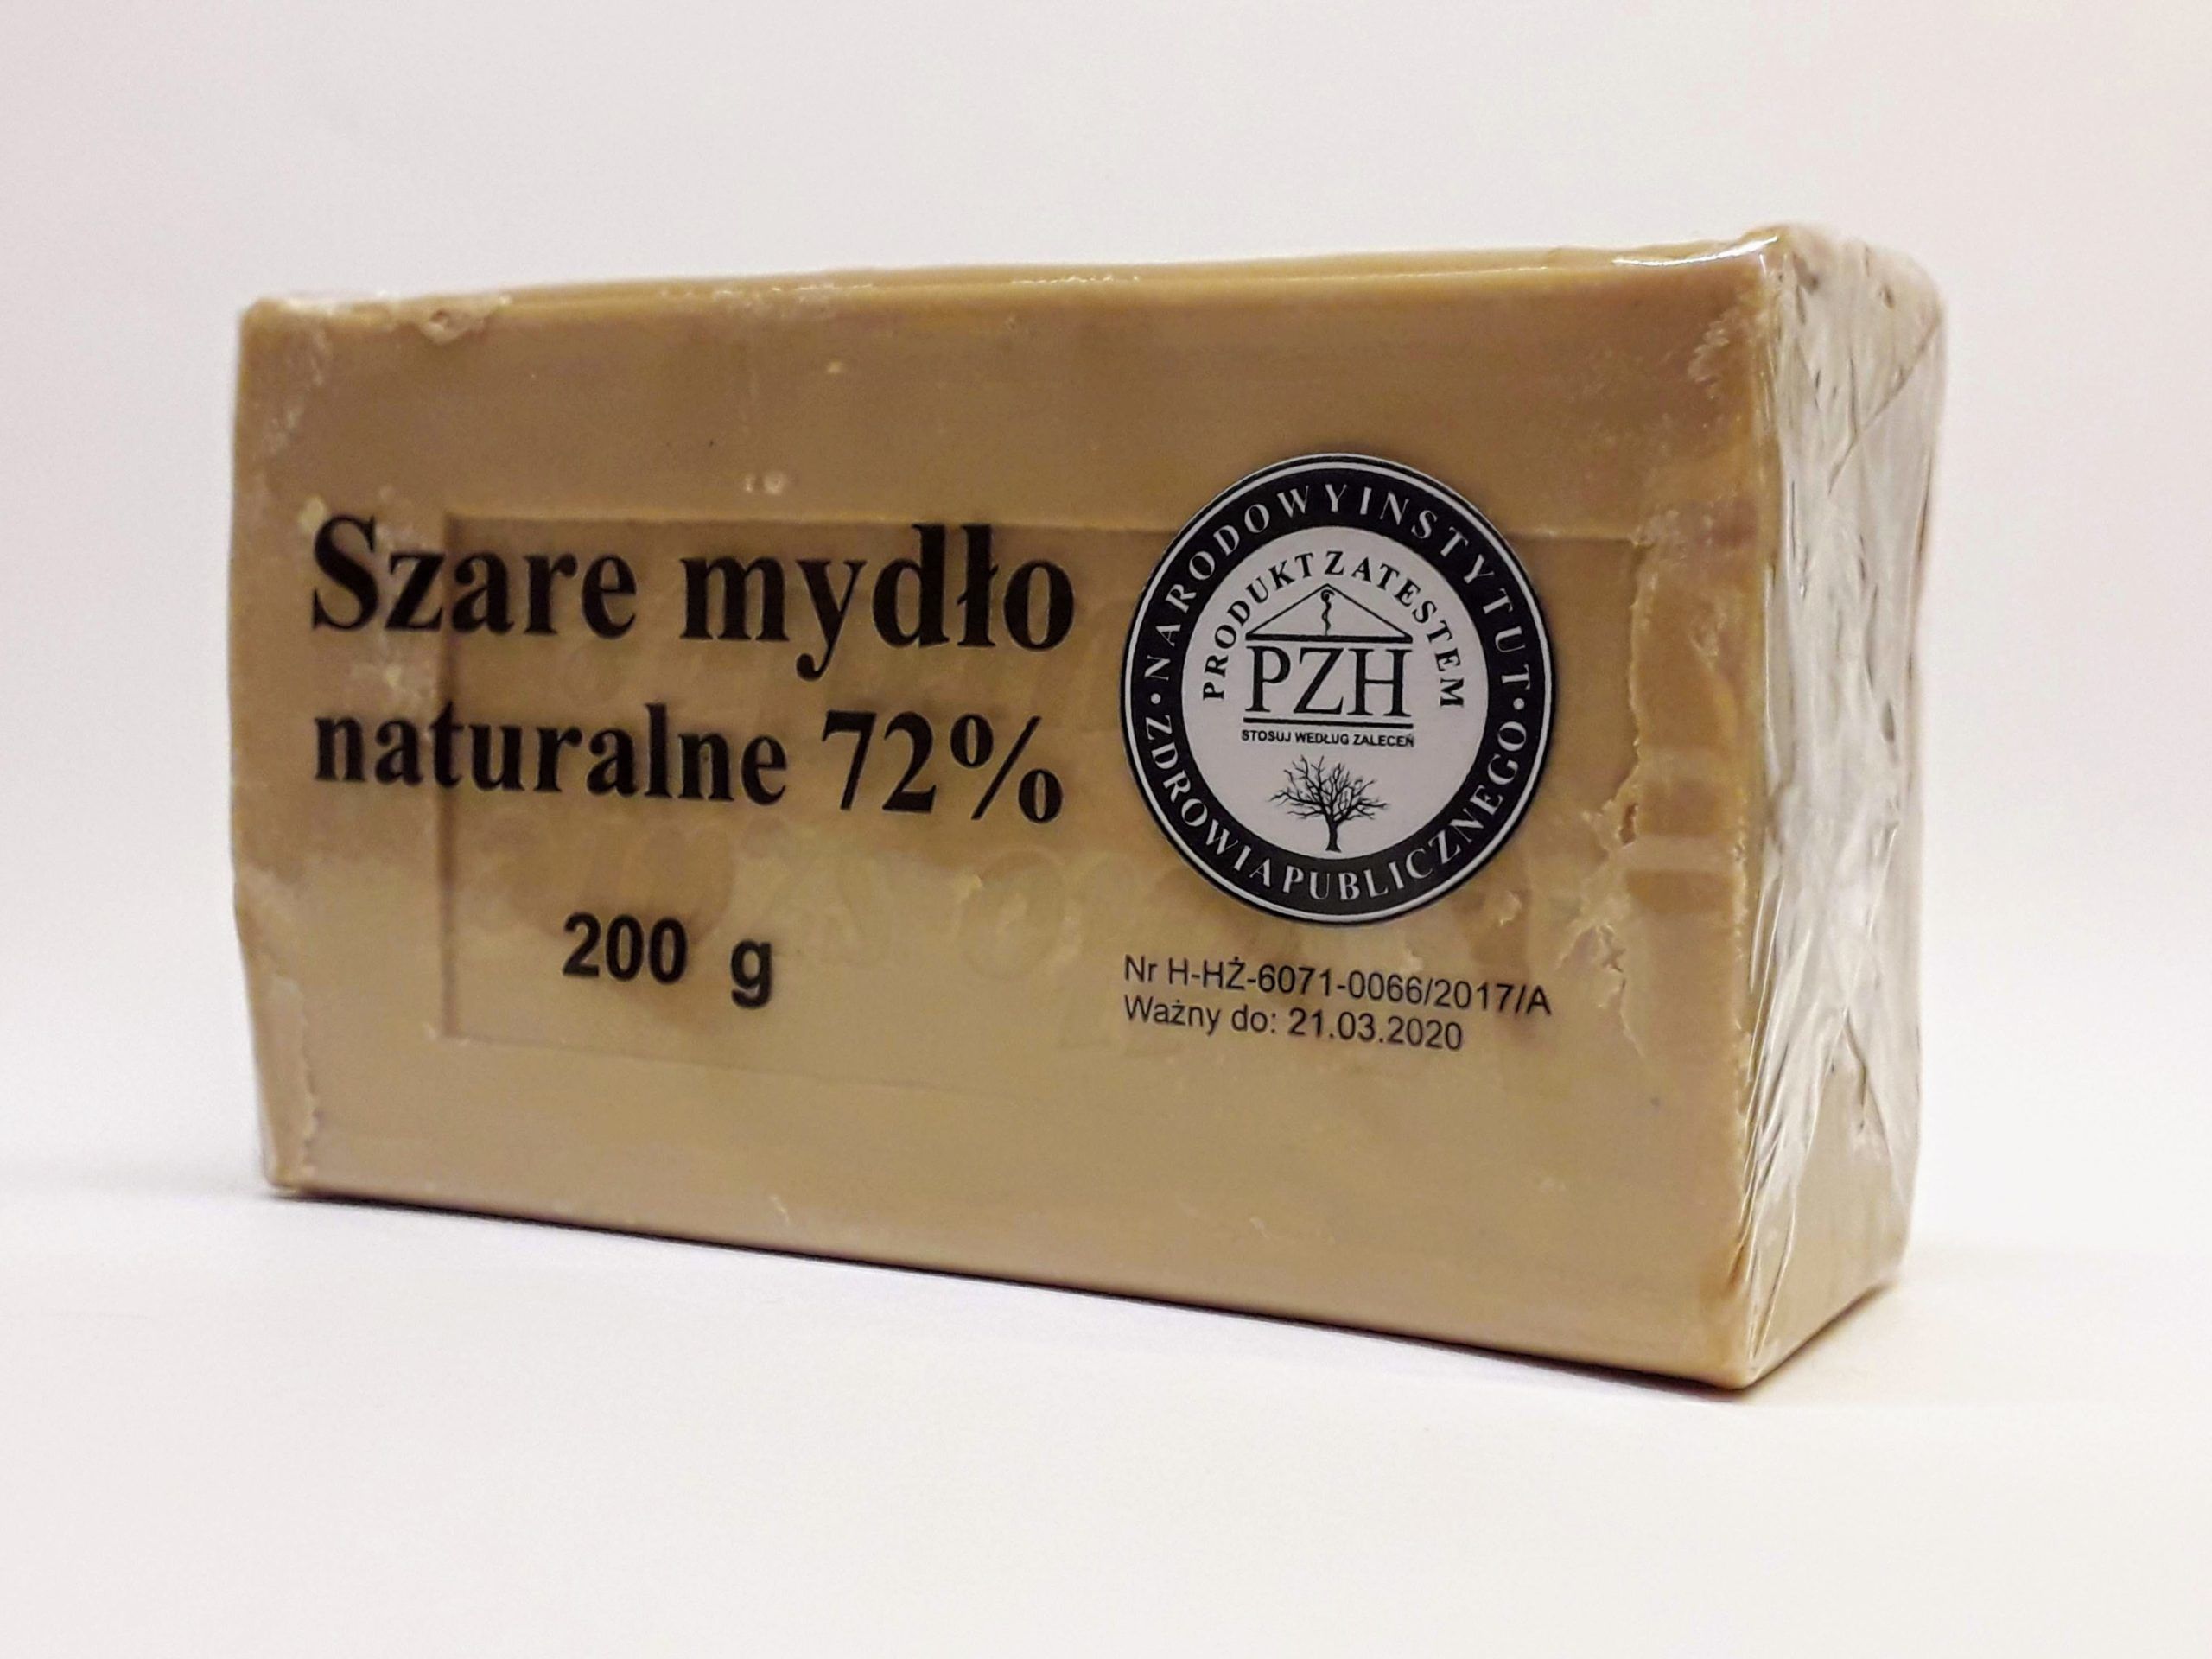 Szare mydło
naturalne 72%
200 g
NARODOWY INSTYTUT
ZDROWIA PUBLICZNEGO
PRODUKT Z ATESTEM
PZH
STOSUJ WEDŁUG ZALECEŃ
Nr H-HŻ-6071-0066/2017/A
Ważny do: 21.03.2020